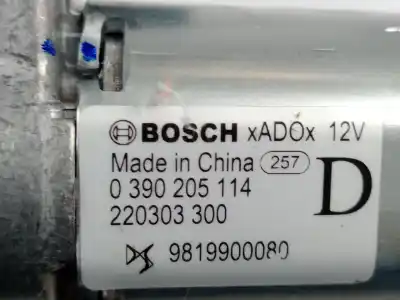 BOSCH xADOx 12V
Made in China 257
0 390 205 114
220303 300
D
9819900080